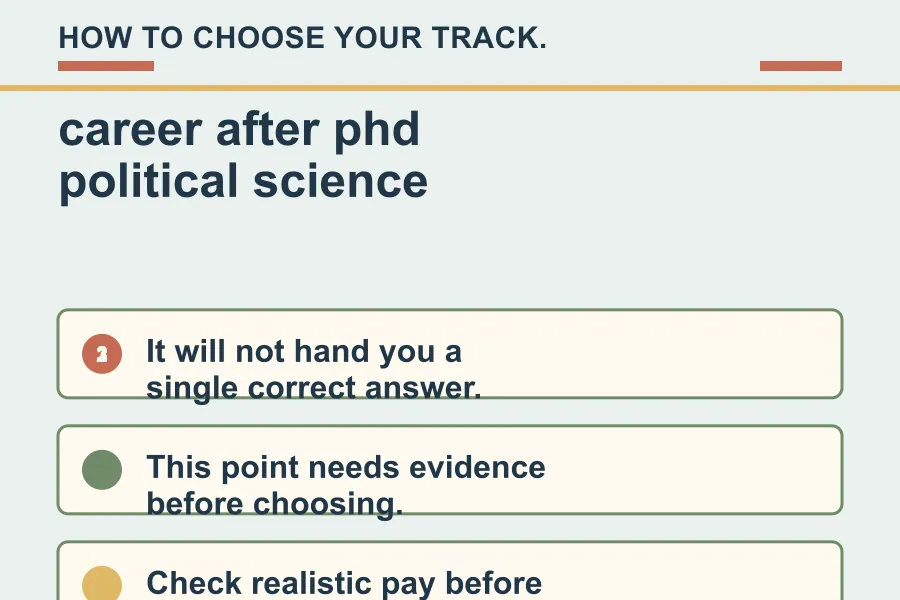 HOW TO CHOOSE YOUR TRACK.
career after phd
political science
It will not hand you a
single correct answer.
This point needs evidence
before choosing.
Check realistic pay before